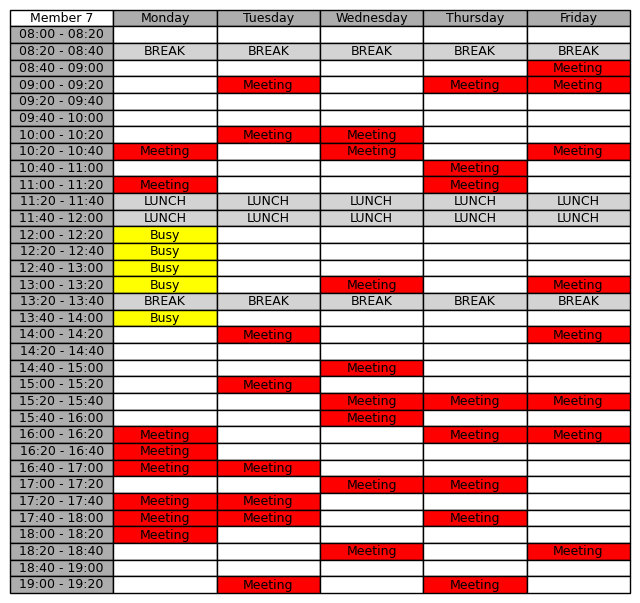 Member 7 Monday Tuesday Wednesday Thursday Friday
08:00 - 08:20
08:20 - 08:40 BREAK BREAK BREAK BREAK BREAK
08:40 - 09:00 Meeting
09:00 - 09:20 Meeting Meeting Meeting
09:20 - 09:40
09:40 - 10:00
10:00 - 10:20 Meeting Meeting
10:20 - 10:40 Meeting Meeting Meeting
10:40 - 11:00 Meeting
11:00 - 11:20 Meeting Meeting
11:20 - 11:40 LUNCH LUNCH LUNCH LUNCH LUNCH
11:40 - 12:00 LUNCH LUNCH LUNCH LUNCH LUNCH
12:00 - 12:20 Busy
12:20 - 12:40 Busy
12:40 - 13:00 Busy
13:00 - 13:20 Busy Meeting Meeting
13:20 - 13:40 BREAK BREAK BREAK BREAK BREAK
13:40 - 14:00 Busy
14:00 - 14:20 Meeting Meeting
14:20 - 14:40
14:40 - 15:00 Meeting
15:00 - 15:20 Meeting
15:20 - 15:40 Meeting Meeting Meeting
15:40 - 16:00 Meeting
16:00 - 16:20 Meeting Meeting Meeting
16:20 - 16:40 Meeting
16:40 - 17:00 Meeting Meeting
17:00 - 17:20 Meeting Meeting
17:20 - 17:40 Meeting Meeting
17:40 - 18:00 Meeting Meeting Meeting
18:00 - 18:20 Meeting
18:20 - 18:40 Meeting Meeting
18:40 - 19:00
19:00 - 19:20 Meeting Meeting